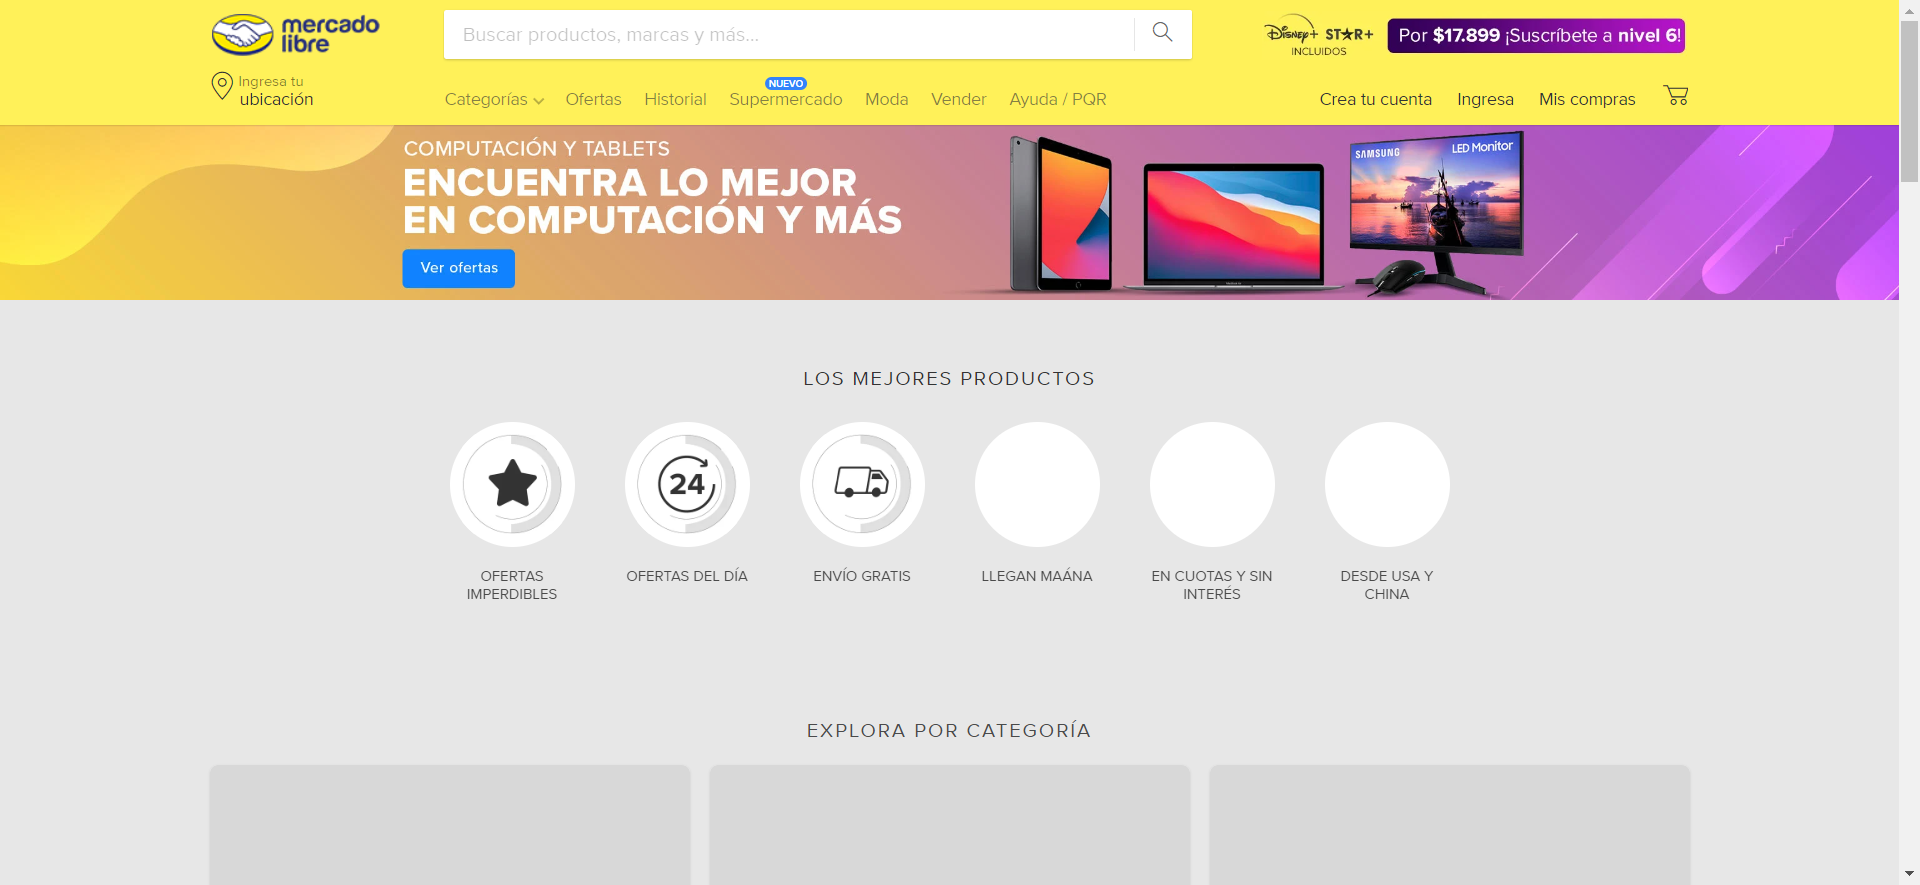 mercado
libre
Buscar productos, marcas y más...
Disney+ STAR+
INCLUIDOS
Por $17.899 ¡Suscríbete a nivel 6!
Ingresa tu
ubicación
NUEVO
Categorías Ofertas Historial Supermercado Moda Vender Ayuda / PQR
Crea tu cuenta Ingresa Mis compras
COMPUTACIÓN Y TABLETS
ENCUENTRA LO MEJOR
EN COMPUTACIÓN Y MÁS
Ver ofertas
SAMSUNG LED Monitor
LOS MEJORES PRODUCTOS
24
OFERTAS
IMPERDIBLES
OFERTAS DEL DÍA
ENVÍO GRATIS
LLEGAN MAÁNA
EN CUOTAS Y SIN
INTERÉS
DESDE USA Y
CHINA
EXPLORA POR CATEGORÍA